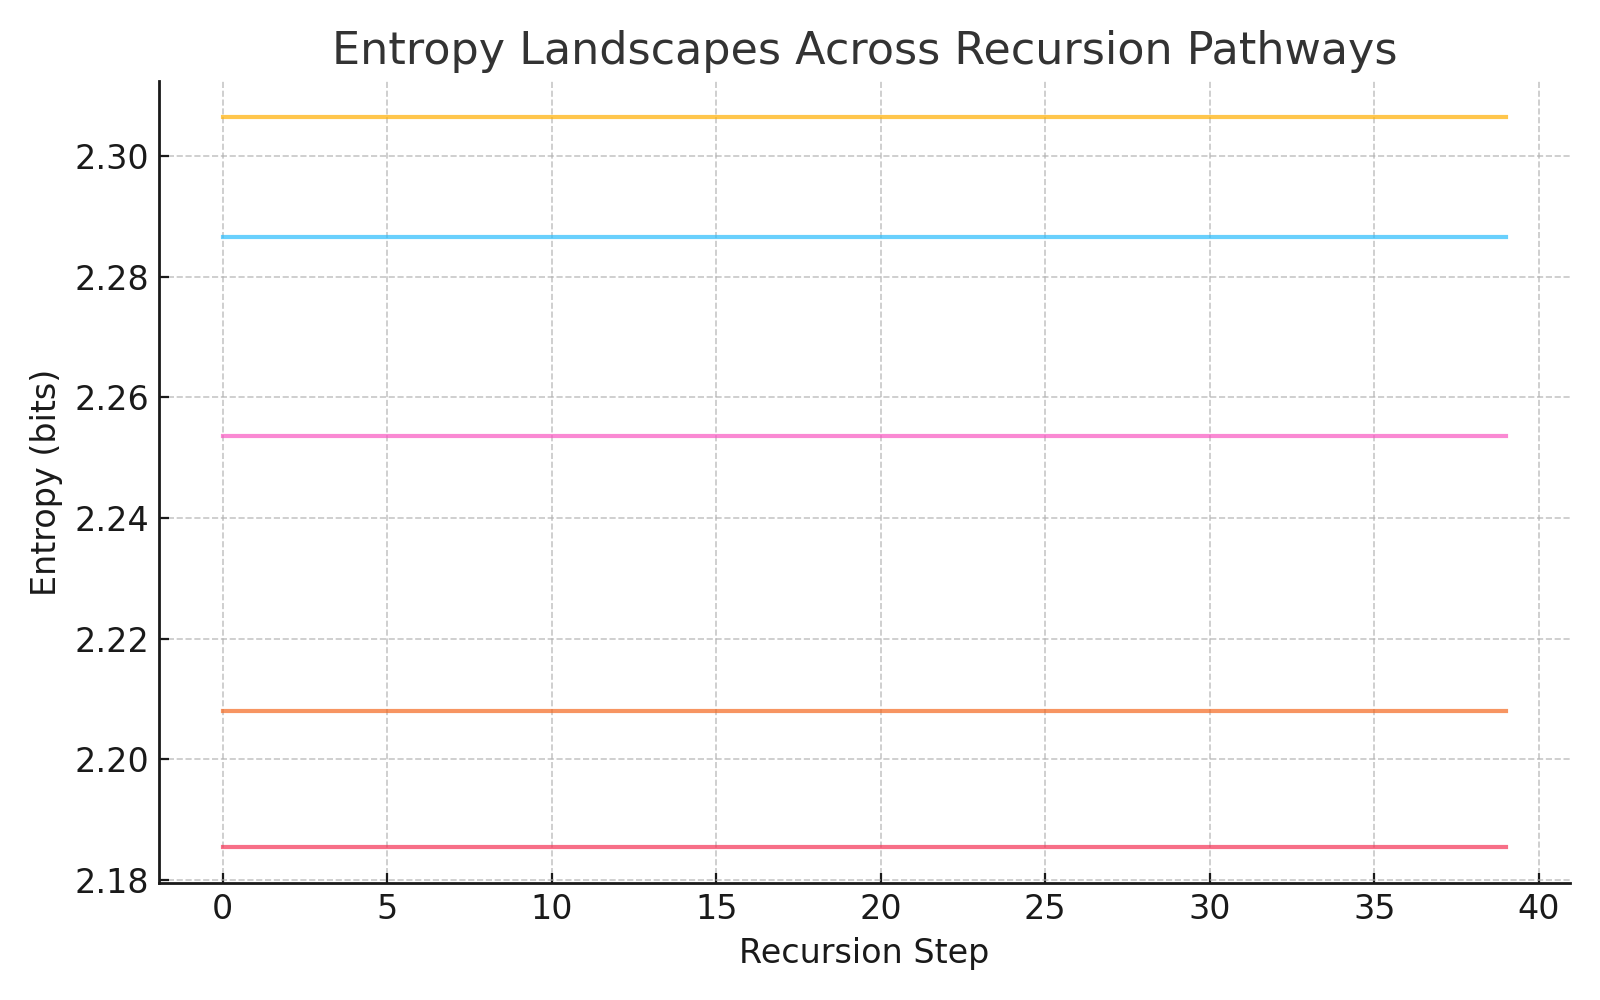 Entropy Landscapes Across Recursion Pathways
Entropy (bits)
2.30
2.28
2.26
2.24
2.22
2.20
2.18
0 5 10 15 20 25 30 35 40
Recursion Step